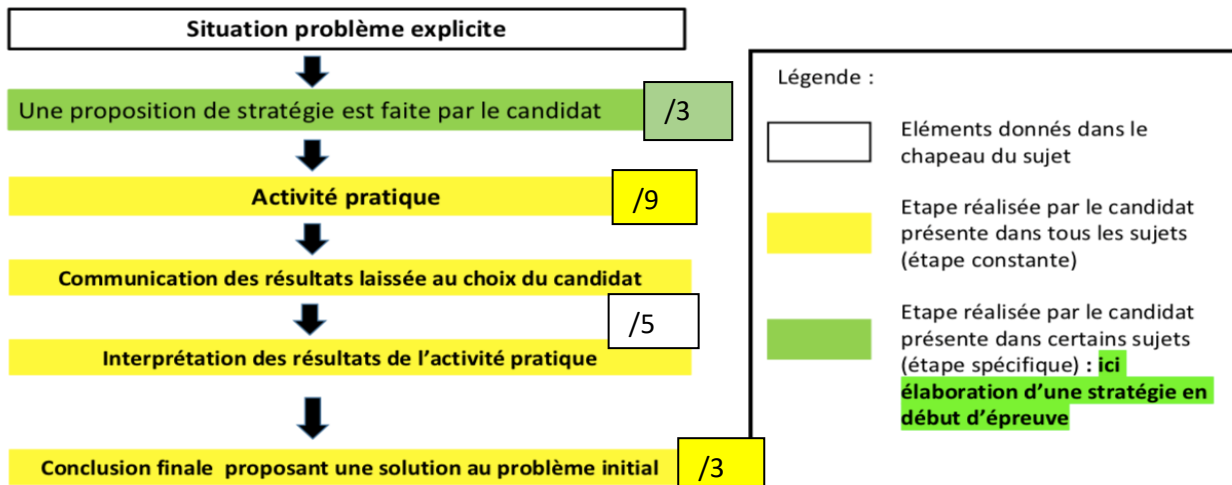 Situation problème explicite
Une proposition de stratégie est faite par le candidat
/3
Activité pratique
/9
Communication des résultats laissée au choix du candidat
/5
Interprétation des résultats de l'activité pratique
Conclusion finale proposant une solution au problème initial
/3
Légende :
Eléments donnés dans le
chapeau du sujet
Etape réalisée par le candidat
présente dans tous les sujets
(étape constante)
Etape réalisée par le candidat
présente dans certains sujets
(étape spécifique) : ici
élaboration d'une stratégie en
début d'épreuve